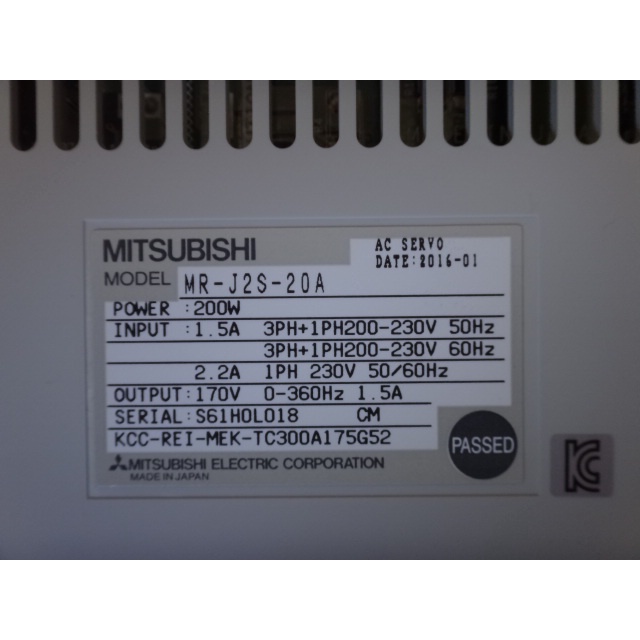 MITSUBISHI
AC SERVO
DATE:2016-01
MODEL MR-J2S-20A
POWER :200W
INPUT :1.5A 3PH+1PH200-230V 50Hz
3PH+1PH200-230V 60Hz
2.2A 1PH 230V 50/60Hz
OUTPUT:170V 0-360Hz 1.5A
SERIAL:S61H0L018 CM
KCC-REI-MEK-TC300A175G52
PASSED
MITSUBISHI ELECTRIC CORPORATION
MADE IN JAPAN
KC